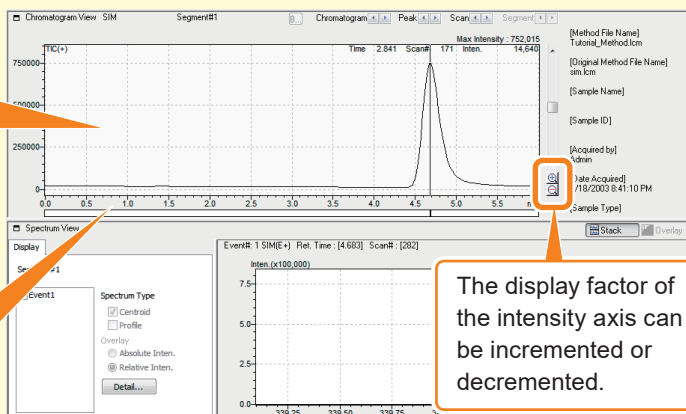 Chromatogram View SIM Segment#1 Chromatogram Peak Scan Segment
[Method File Name]
Tutorial_Method.lcm
[Original Method File Name]
sim.lcm
[Sample Name]
[Sample ID]
[Acquired by]
Admin
Date Acquired]
/18/2003 8:41:10 PM
[Sample Type]
Max Intensity : 752,015
TIC(+) Time 2.841 Scan# 171 Inten. 14,640
750000
500000
250000
0
0.0 0.5 1.0 1.5 2.0 2.5 3.0 3.5 4.0 4.5 5.0 5.5
Spectrum View
Stack Overlay
Display
Event1
Spectrum Type
Centroid
Profile
Overlay
Absolute Inten.
Relative Inten.
Detail...
Event#: 1 SIM(E+) Ret. Time : [4.683] Scan# : [282]
Inten.(x100,000)
7.5
5.0
2.5
0.0
339.25 339.50 339.75
The display factor of
the intensity axis can
be incremented or
decremented.